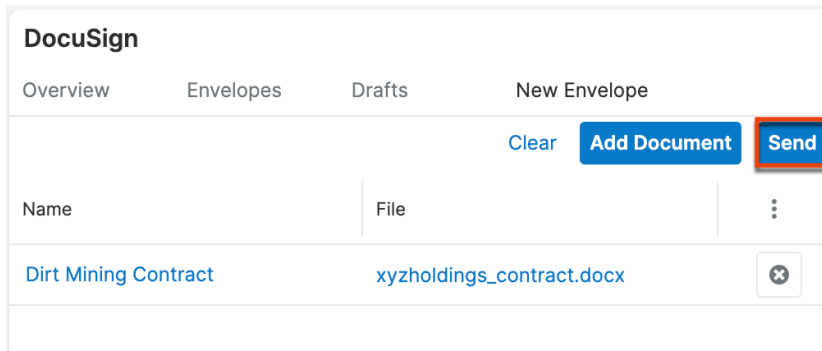 DocuSign
Overview Envelopes Drafts New Envelope
Clear Add Document Send
Name File
Dirt Mining Contract xyzholdings_contract.docx